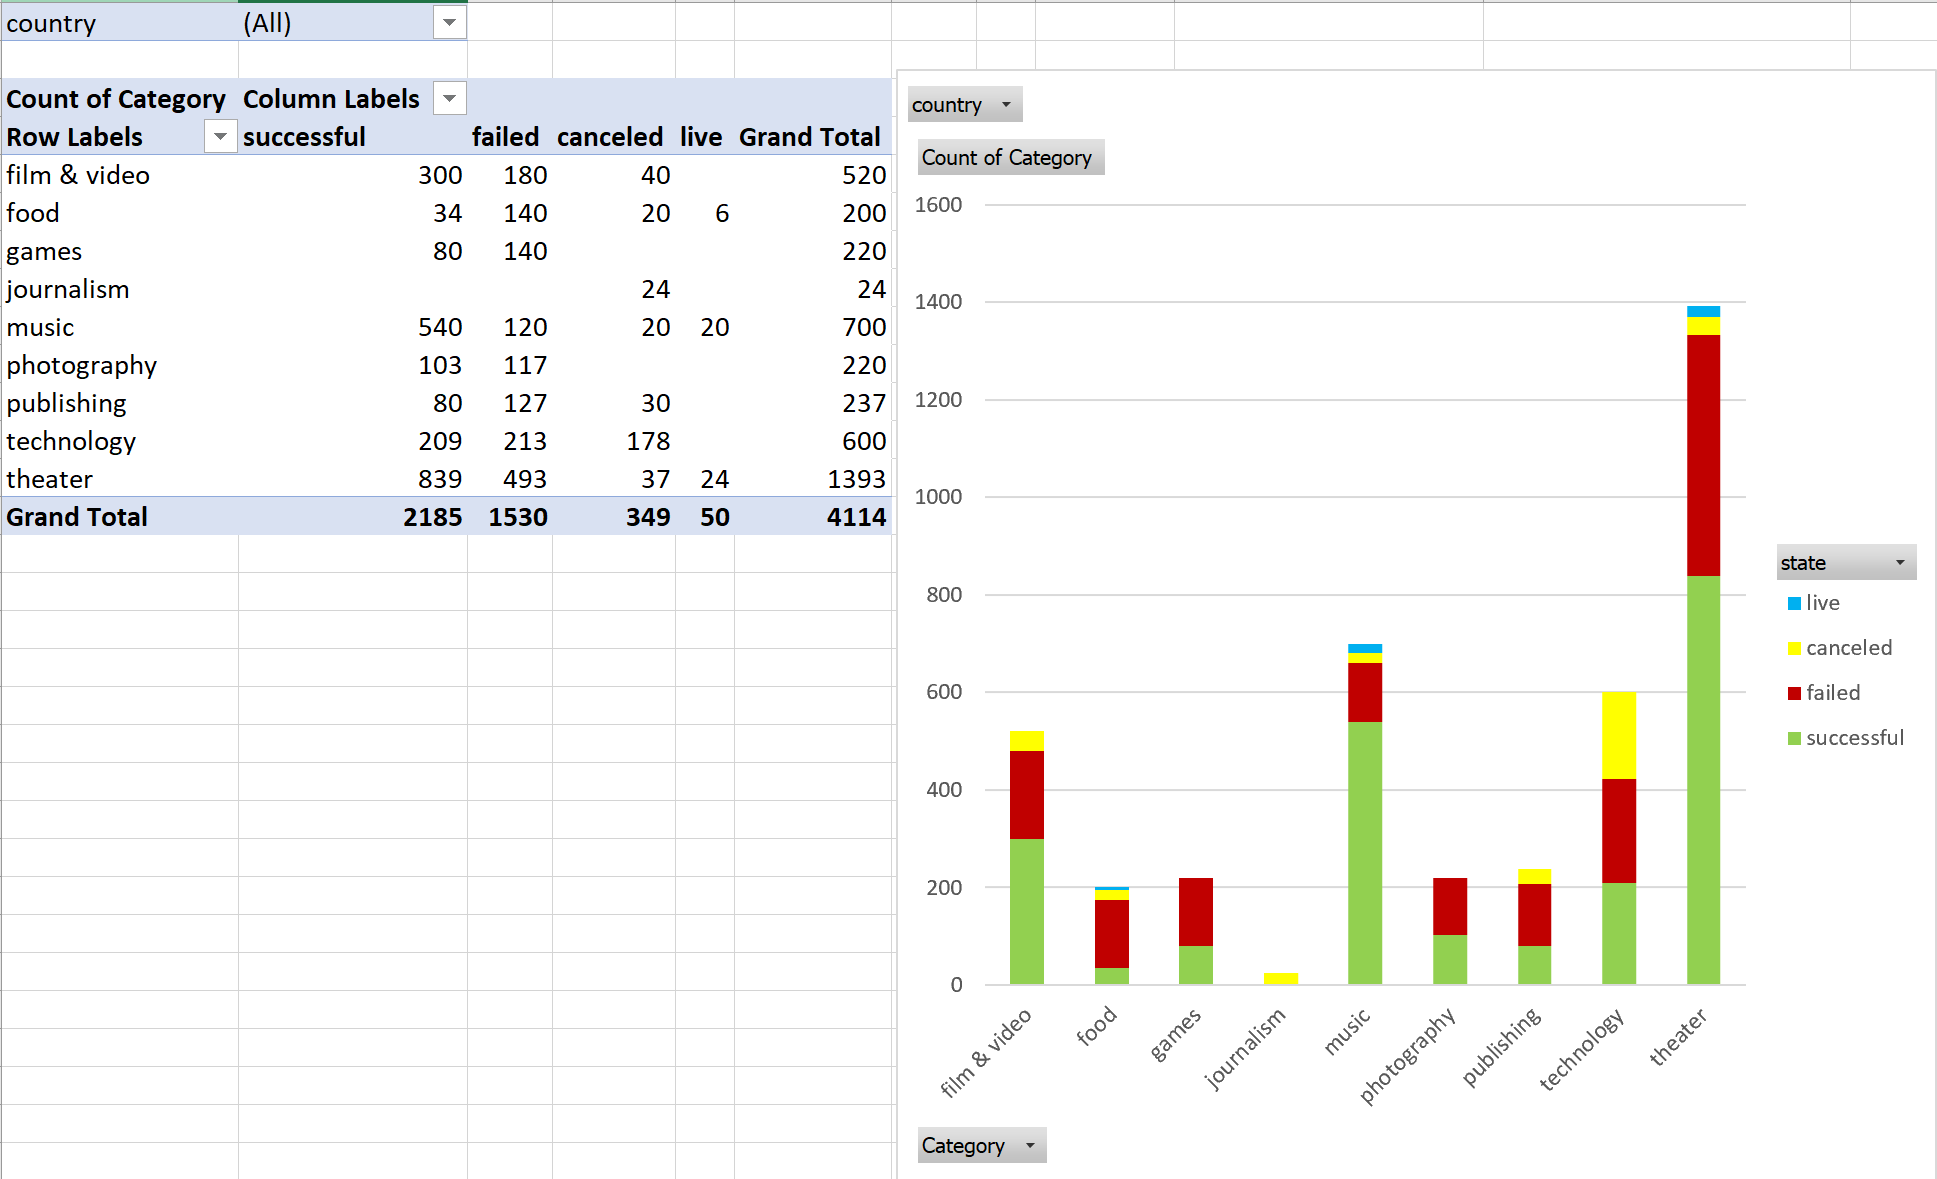 country (All)
Count of Category Column Labels
Row Labels successful failed canceled live Grand Total
film & video 300 180 40 520
food 34 140 20 6 200
games 80 140 220
journalism 24 24
music 540 120 20 20 700
photography 103 117 220
publishing 80 127 30 237
technology 209 213 178 600
theater 839 493 37 24 1393
Grand Total 2185 1530 349 50 4114
country
Count of Category
1600
1400
1200
1000
800
600
400
200
0
film & video
food
games
journalism
music
photography
publishing
technology
theater
state
live
canceled
failed
successful
Category